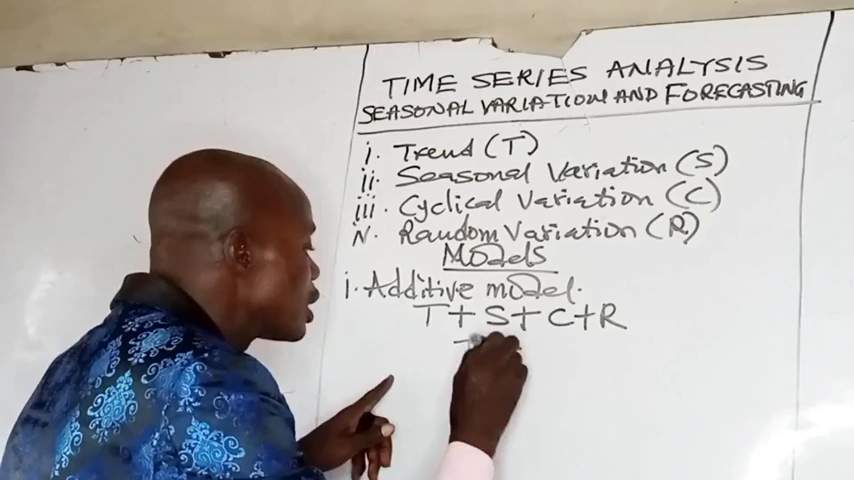 TIME SERIES ANALYSIS
SEASONAL VARIATION AND FORECASTING
i. Trend (T)
ii. Seasonal Variation (S)
iii. Cyclical Variation (C)
iv. Random Variation (R)
Models
i. Additive model.
T+S+C+R